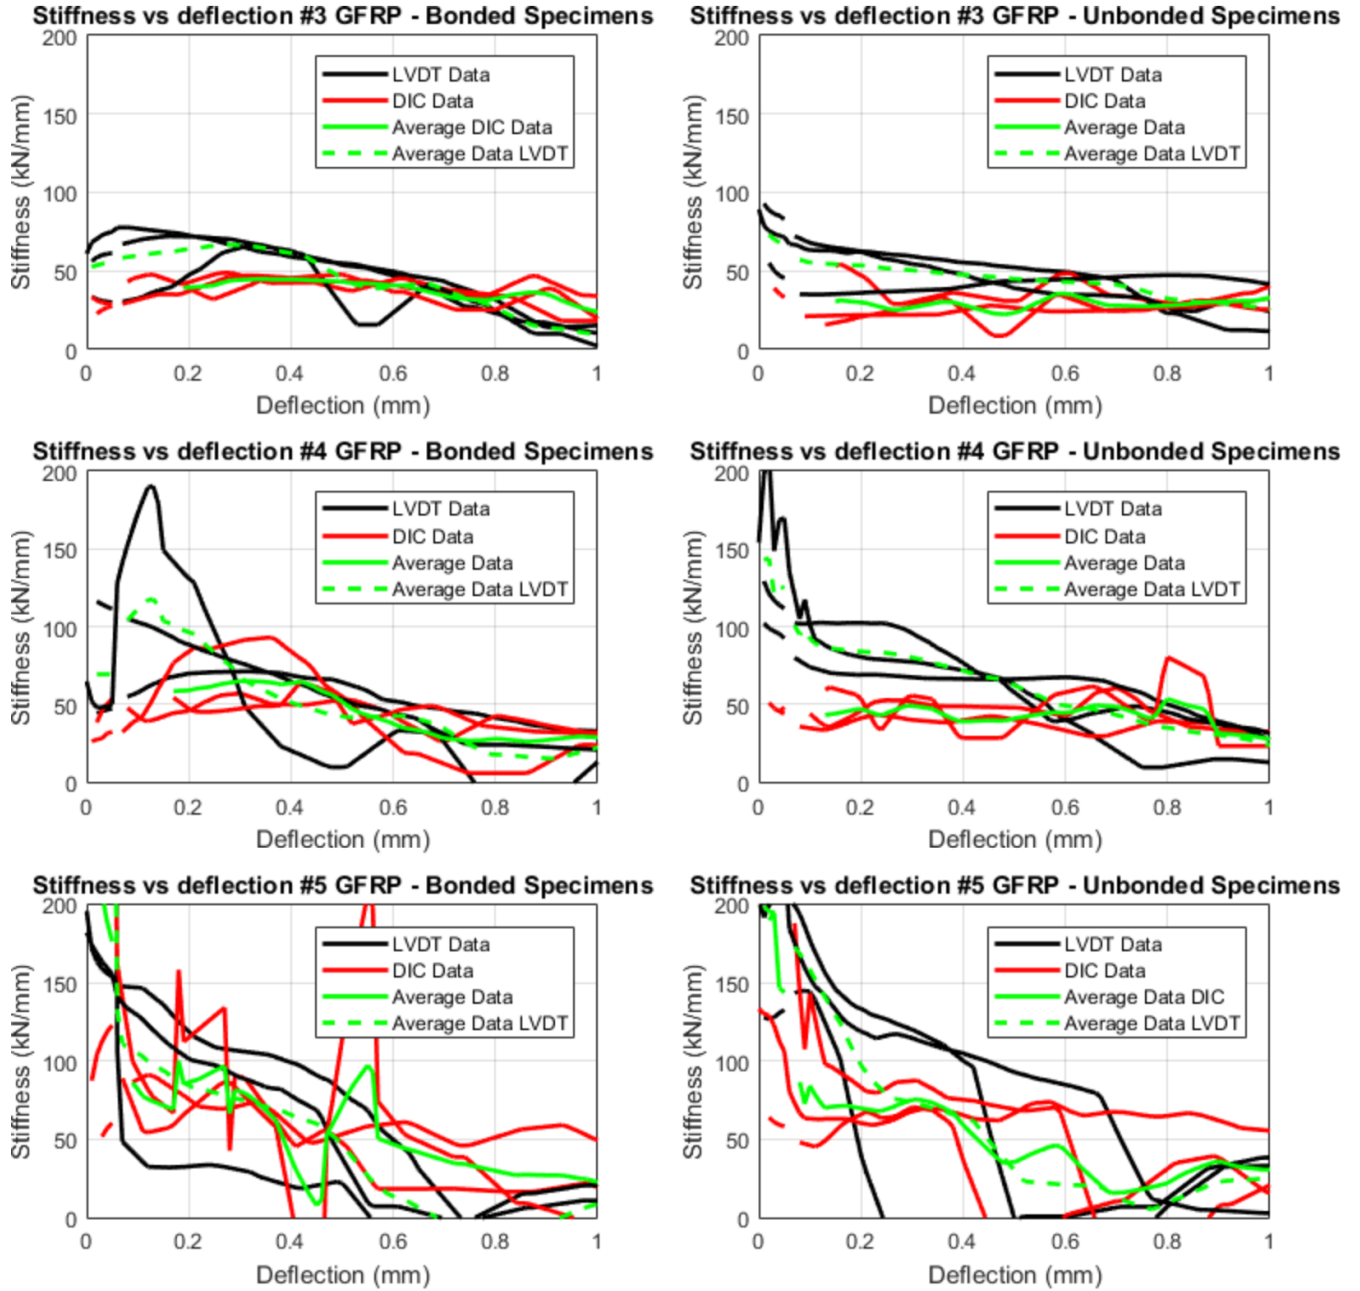 Stiffness vs deflection #3 GFRP - Bonded Specimens
200
150
100
50
0
Stiffness (kN/mm)
LVDT Data
DIC Data
Average DIC Data
Average Data LVDT
0 0.2 0.4 0.6 0.8 1
Deflection (mm)
Stiffness vs deflection #3 GFRP - Unbonded Specimens
200
150
100
50
0
Stiffness (kN/mm)
LVDT Data
DIC Data
Average Data
Average Data LVDT
0 0.2 0.4 0.6 0.8 1
Deflection (mm)
Stiffness vs deflection #4 GFRP - Bonded Specimens
200
150
100
50
0
Stiffness (kN/mm)
LVDT Data
DIC Data
Average Data
Average Data LVDT
0 0.2 0.4 0.6 0.8 1
Deflection (mm)
Stiffness vs deflection #4 GFRP - Unbonded Specimens
200
150
100
50
0
Stiffness (kN/mm)
LVDT Data
DIC Data
Average Data
Average Data LVDT
0 0.2 0.4 0.6 0.8 1
Deflection (mm)
Stiffness vs deflection #5 GFRP - Bonded Specimens
200
150
100
50
0
Stiffness (kN/mm)
LVDT Data
DIC Data
Average Data
Average Data LVDT
0 0.2 0.4 0.6 0.8 1
Deflection (mm)
Stiffness vs deflection #5 GFRP - Unbonded Specimens
200
150
100
50
0
Stiffness (kN/mm)
LVDT Data
DIC Data
Average Data DIC
Average Data LVDT
0 0.2 0.4 0.6 0.8 1
Deflection (mm)